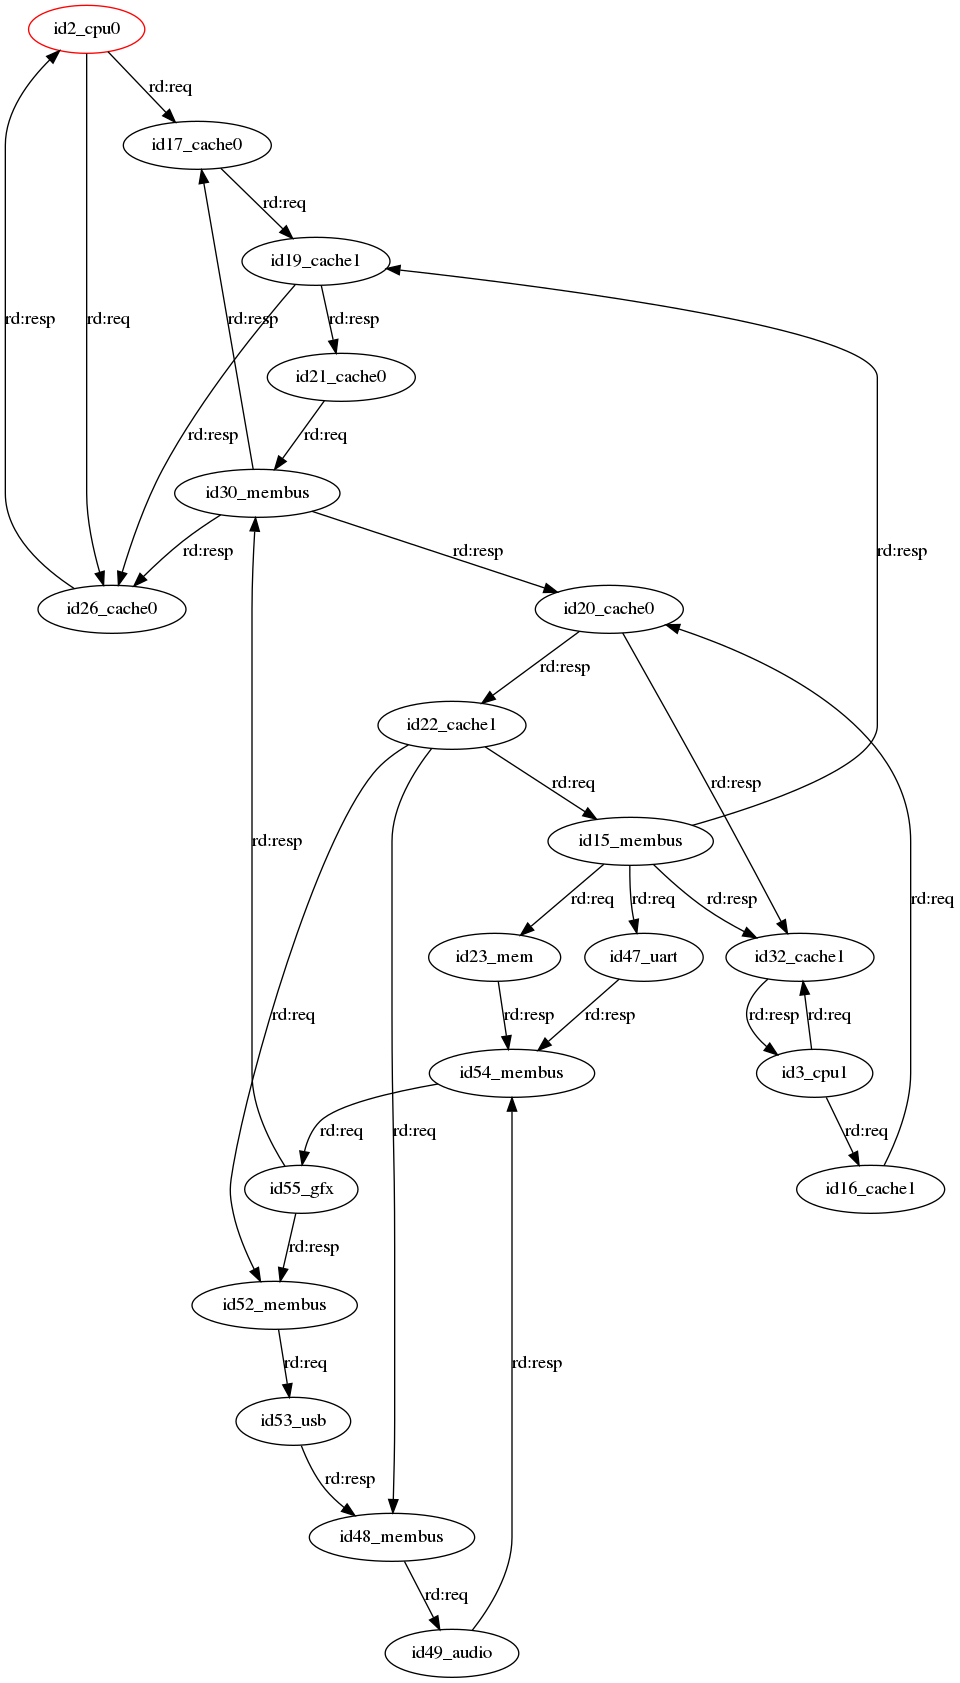 id2_cpu0
rd:req
id17_cache0
rd:req
id19_cache1
rd:resp
rd:req
rd:resp
rd:resp
id21_cache0
rd:resp
rd:req
id30_membus
rd:resp
rd:resp
rd:resp
id26_cache0
id20_cache0
rd:resp
id22_cache1
rd:req
rd:resp
rd:resp
id15_membus
rd:req
rd:req
rd:resp
rd:req
id23_mem
id47_uart
id32_cache1
rd:req
rd:resp
rd:resp
rd:resp
rd:req
id54_membus
id3_cpu1
rd:req
rd:req
rd:req
id55_gfx
id16_cache1
rd:resp
id52_membus
rd:req
rd:resp
id53_usb
rd:resp
id48_membus
rd:req
id49_audio